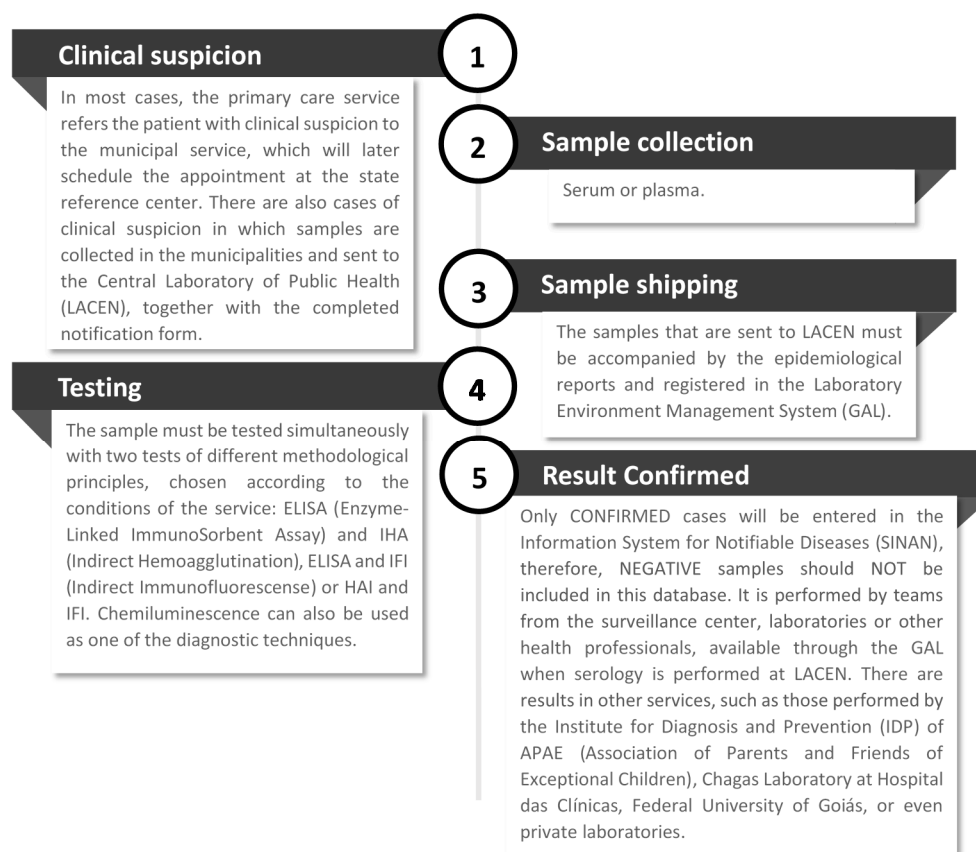 1
Clinical suspicion
In most cases, the primary care service
refers the patient with clinical suspicion to
the municipal service, which will later
schedule the appointment at the state
reference center. There are also cases of
clinical suspicion in which samples are
collected in the municipalities and sent to
the Central Laboratory of Public Health
(LACEN), together with the completed
notification form.
2
Sample collection
Serum or plasma.
3
Sample shipping
The samples that are sent to LACEN must
be accompanied by the epidemiological
reports and registered in the Laboratory
Environment Management System (GAL).
4
Testing
The sample must be tested simultaneously
with two tests of different methodological
principles, chosen according to the
conditions of the service: ELISA (Enzyme-
Linked ImmunoSorbent Assay) and IHA
(Indirect Hemoagglutination), ELISA and IFI
(Indirect Immunofluorescense) or HAI and
IFI. Chemiluminescence can also be used
as one of the diagnostic techniques.
5
Result Confirmed
Only CONFIRMED cases will be entered in the
Information System for Notifiable Diseases (SINAN),
therefore, NEGATIVE samples should NOT be
included in this database. It is performed by teams
from the surveillance center, laboratories or other
health professionals, available through the GAL
when serology is performed at LACEN. There are
results in other services, such as those performed by
the Institute for Diagnosis and Prevention (IDP) of
APAE (Association of Parents and Friends of
Exceptional Children), Chagas Laboratory at Hospital
das Clínicas, Federal University of Goiás, or even
private laboratories.